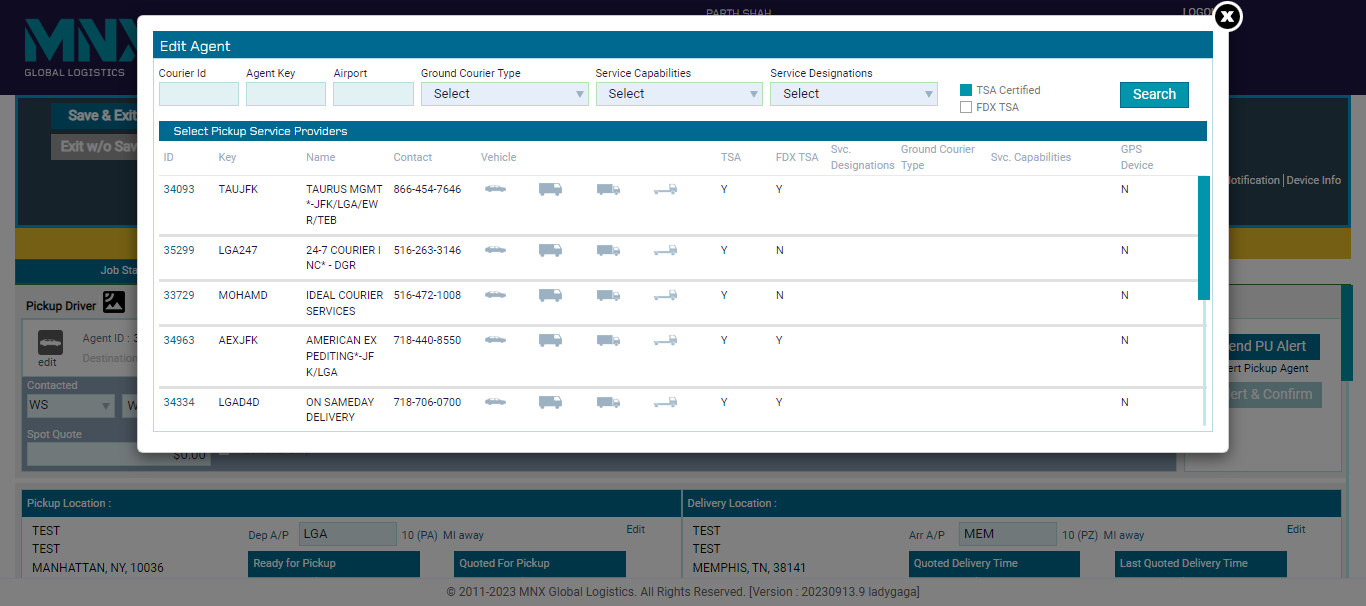 PARTH SHAH
MNX
GLOBAL LOGISTICS
Edit Agent
Courier Id Agent Key Airport Ground Courier Type Service Capabilities Service Designations
Select Select Select
TSA Certified
FDX TSA
Search
Select Pickup Service Providers
ID Key Name Contact Vehicle TSA FDX TSA Svc. Designations Ground Courier Type Svc. Capabilities GPS Device
34093 TAUJFK TAURUS MGMT 866-454-7646 Y Y N
*-JFK/LGA/EW
R/TEB
35299 LGA247 24-7 COURIER I 516-263-3146 Y N N
NC* - DGR
33729 MOHAMD IDEAL COURIER 516-472-1008 Y N N
SERVICES
34963 AEXJFK AMERICAN EX 718-440-8550 Y Y N
PEDITING*-JF
K/LGA
34334 LGAD4D ON SAMEDAY 718-706-0700 Y Y N
DELIVERY
Save & Exit
Exit w/o Sav
otification | Device Info
Job Sta
Pickup Driver
Agent ID :
edit
Destination
Contacted
WS
Spot Quote
$0.00
end PU Alert
ert Pickup Agent
ert & Confirm
Pickup Location :
TEST
TEST
MANHATTAN, NY, 10036
Dep A/P LGA 10 (PA) MI away
Edit
Ready for Pickup Quoted For Pickup
Delivery Location :
TEST
TEST
MEMPHIS, TN, 38141
Arr A/P MEM 10 (PZ) MI away
Edit
Quoted Delivery Time Last Quoted Delivery Time
© 2011-2023 MNX Global Logistics. All Rights Reserved. [Version : 20230913.9 ladygaga]